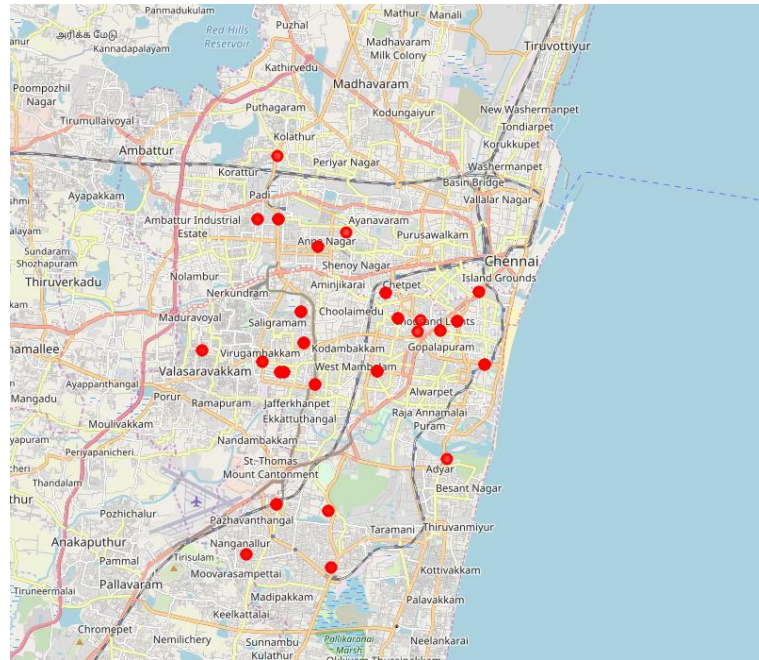 Panmadukulam
Mathur
Manali
Puzhal
அரிக்க மேடு
Red Hills
Reservoir
Kannadapalayam
Madhavaram
Milk Colony
Tiruvottiyur
Kathirvedu
Madhavaram
Poompozhil
Nagar
Puthagaram
Kodungaiyur
New Washermanpet
Tirumullaivoyal
Tondiarpet
Kolathur
Korukkupet
Ambattur
Periyar Nagar
Washermanpet
Korattur
Basin Bridge
Ayapakkam
Padi
Vallalar Nagar
Ambattur Industrial
Estate
Ayanavaram
Purusawalkam
Anna Nagar
Sundaram
Shozhapuram
Shenoy Nagar
Chennai
Nolambur
Island Grounds
Thiruverkadu
Nerkundram
Aminjikarai
Chetpet
Maduravoyal
Choolaimedu
Saligramam
Virugambakkam
Kodambakkam
Gopalapuram
Valasaravakkam
West Mambalam
Ayappanthangal
Porur
Jafferkhanpet
Alwarpet
Mangadu
Ramapuram
Ekkattuthangal
Raja Annamalai
Puram
Moulivakkam
Nandambakkam
Periyapanicheri
St. Thomas
Mount Cantonment
Adyar
Thandalam
Besant Nagar
Pozhichalur
Pazhavanthangal
Taramani
Thiruvanmiyur
Anakaputhur
Nanganallur
Pammal
Tirisulam
Moovarasampettai
Kottivakkam
Pallavaram
Tiruneermalai
Madipakkam
Palavakkam
Keelkattalai
Chromepet
Nemilichery
Sunnambu
Kulathur
Pallikaranai
Marsh
Neelankarai